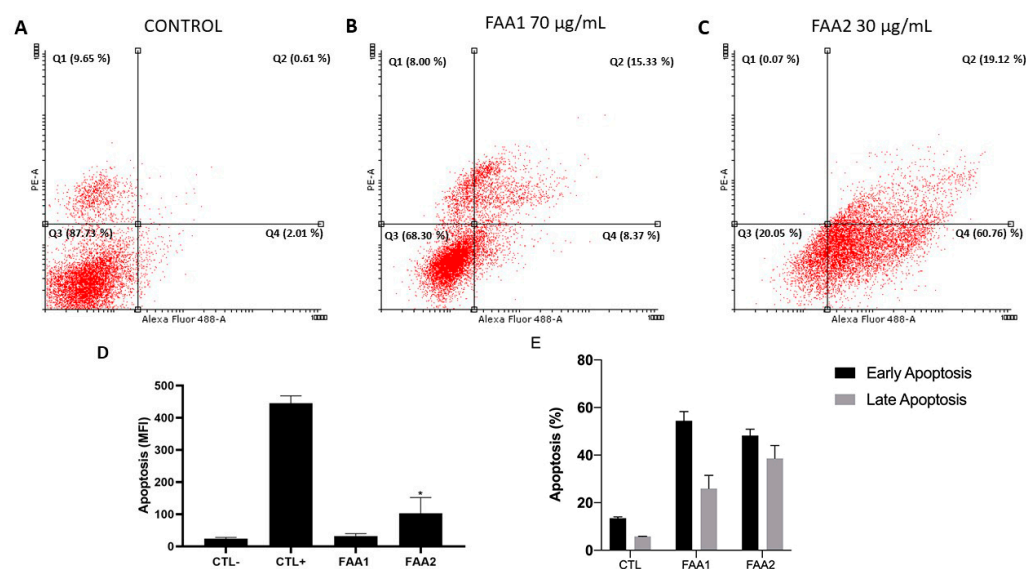 A
CONTROL
B
FAA1 70 µg/mL
C
FAA2 30 µg/mL
Q1 (9.65 %)
Q2 (0.61 %)
Q3 (87.73 %)
Q4 (2.01 %)
PE-A
Alexa Fluor 488-A
Q1 (8.00 %)
Q2 (15.33 %)
Q3 (68.30 %)
Q4 (8.37 %)
PE-A
Alexa Fluor 488-A
Q1 (0.07 %)
Q2 (19.12 %)
Q3 (20.05 %)
Q4 (60.76 %)
PE-A
Alexa Fluor 488-A
D
Apoptosis (MFI)
500
400
300
200
100
0
*
CTL-
CTL+
FAA1
FAA2
E
Apoptosis (%)
80
60
40
20
0
CTL
FAA1
FAA2
Early Apoptosis
Late Apoptosis